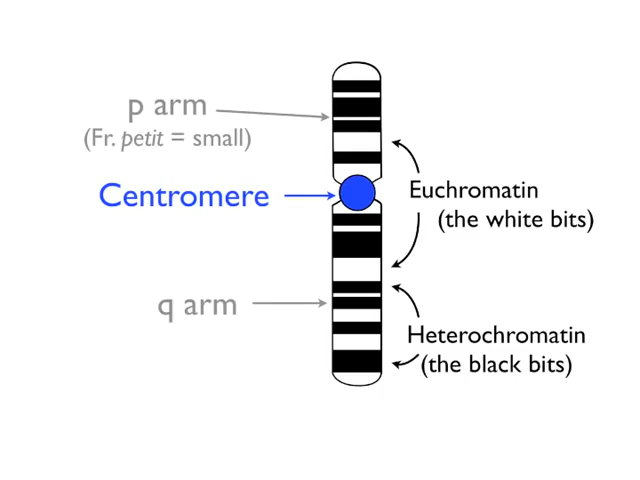 p arm
(Fr. petit = small)
Centromere
Euchromatin
(the white bits)
q arm
Heterochromatin
(the black bits)